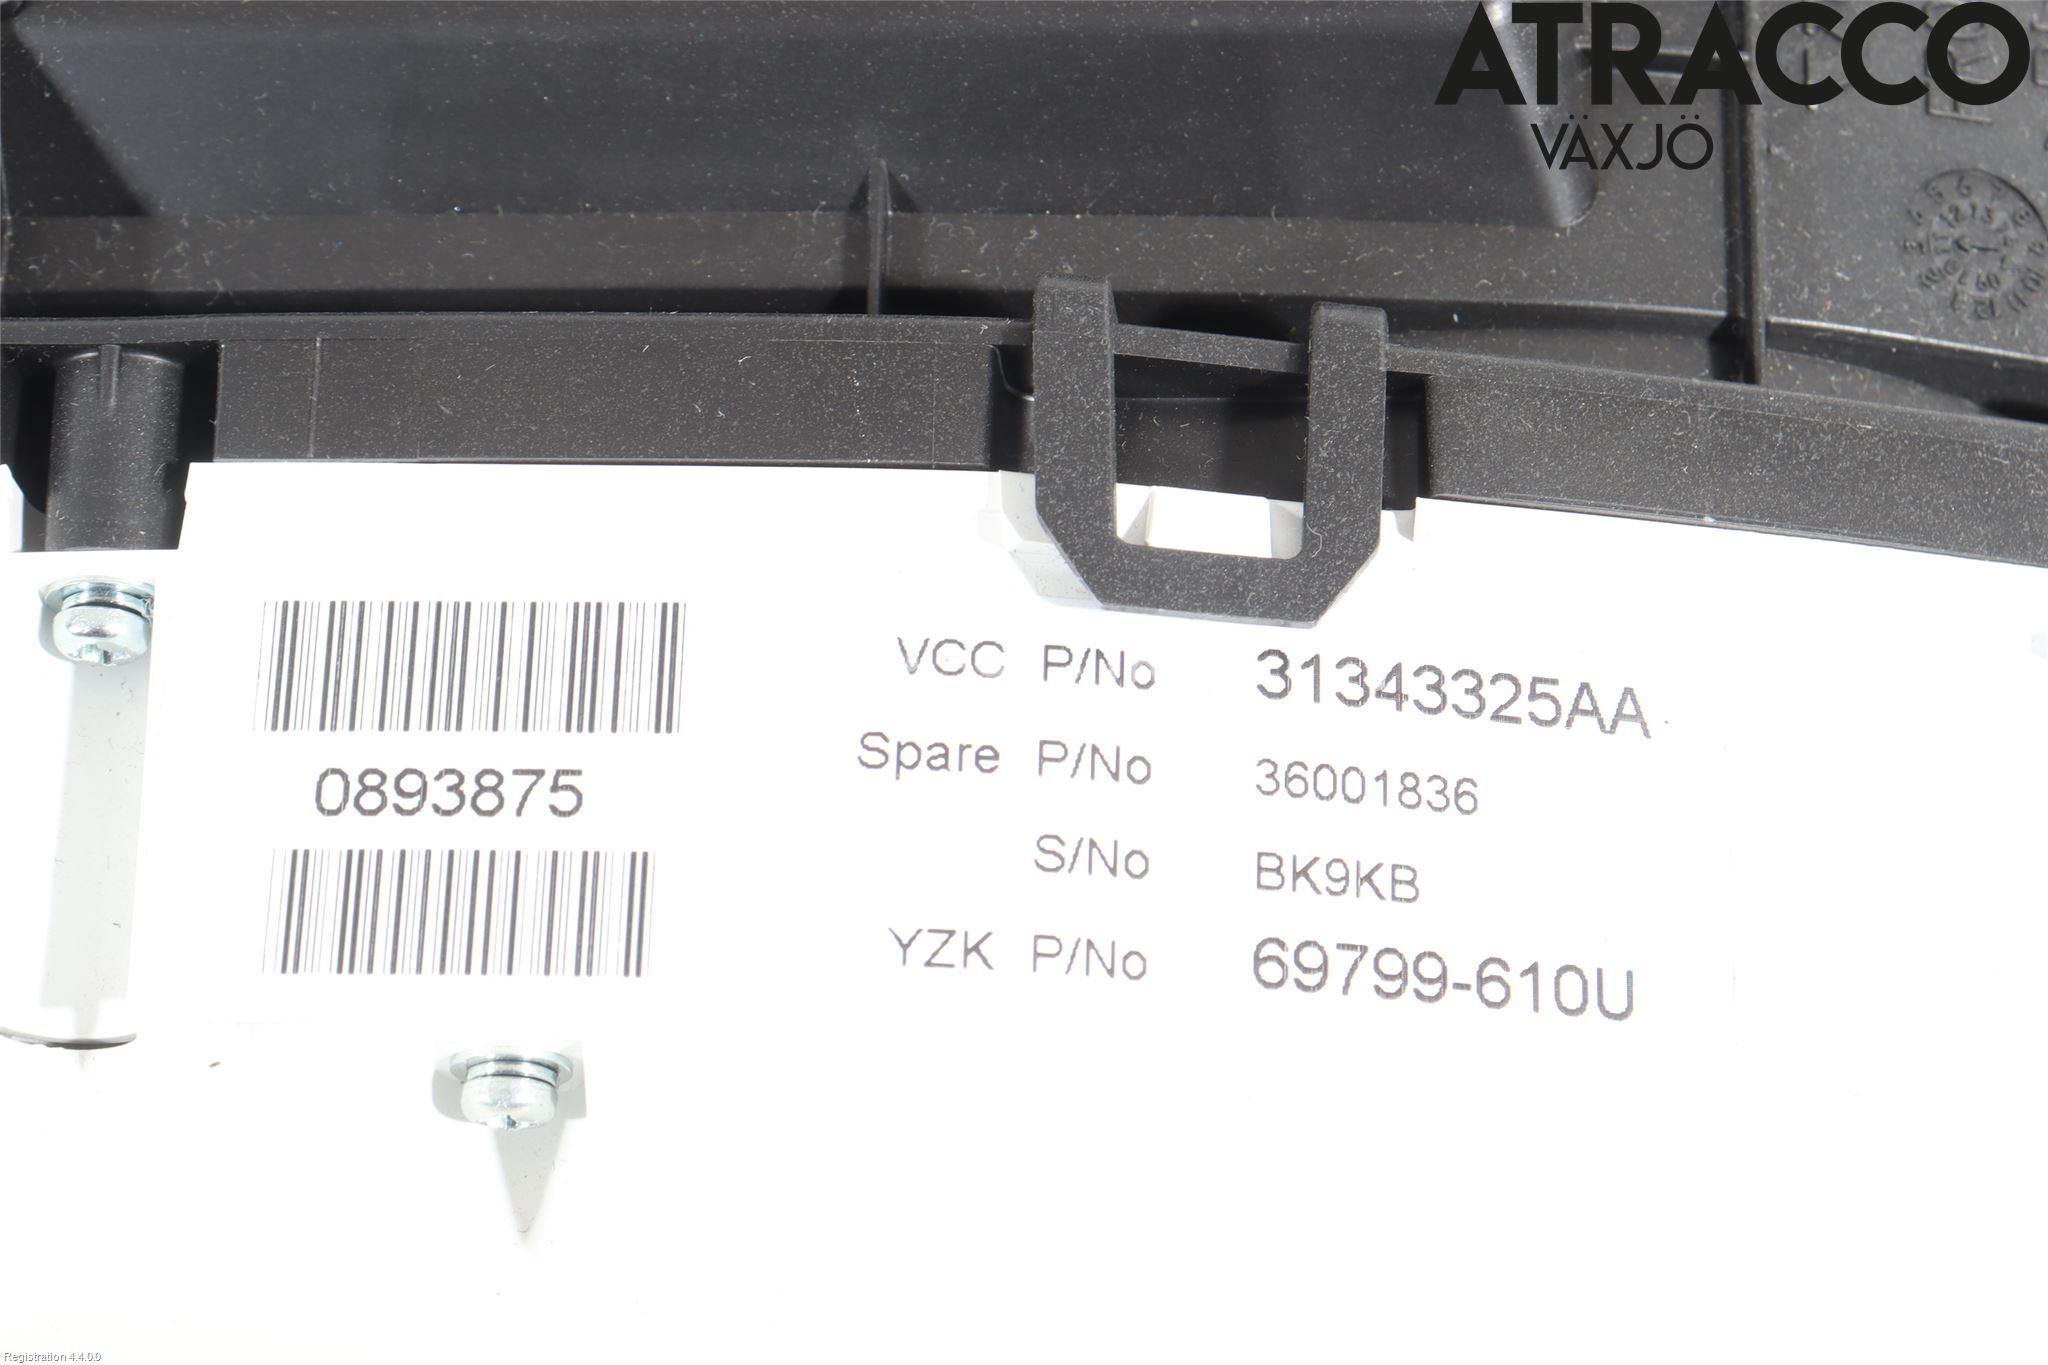 ATRACCO
VÄXJÖ
0893875
VCC P/No 31343325AA
Spare P/No 36001836
S/No BK9KB
YZK P/No 69799-610U
Registration 4.4.0.0